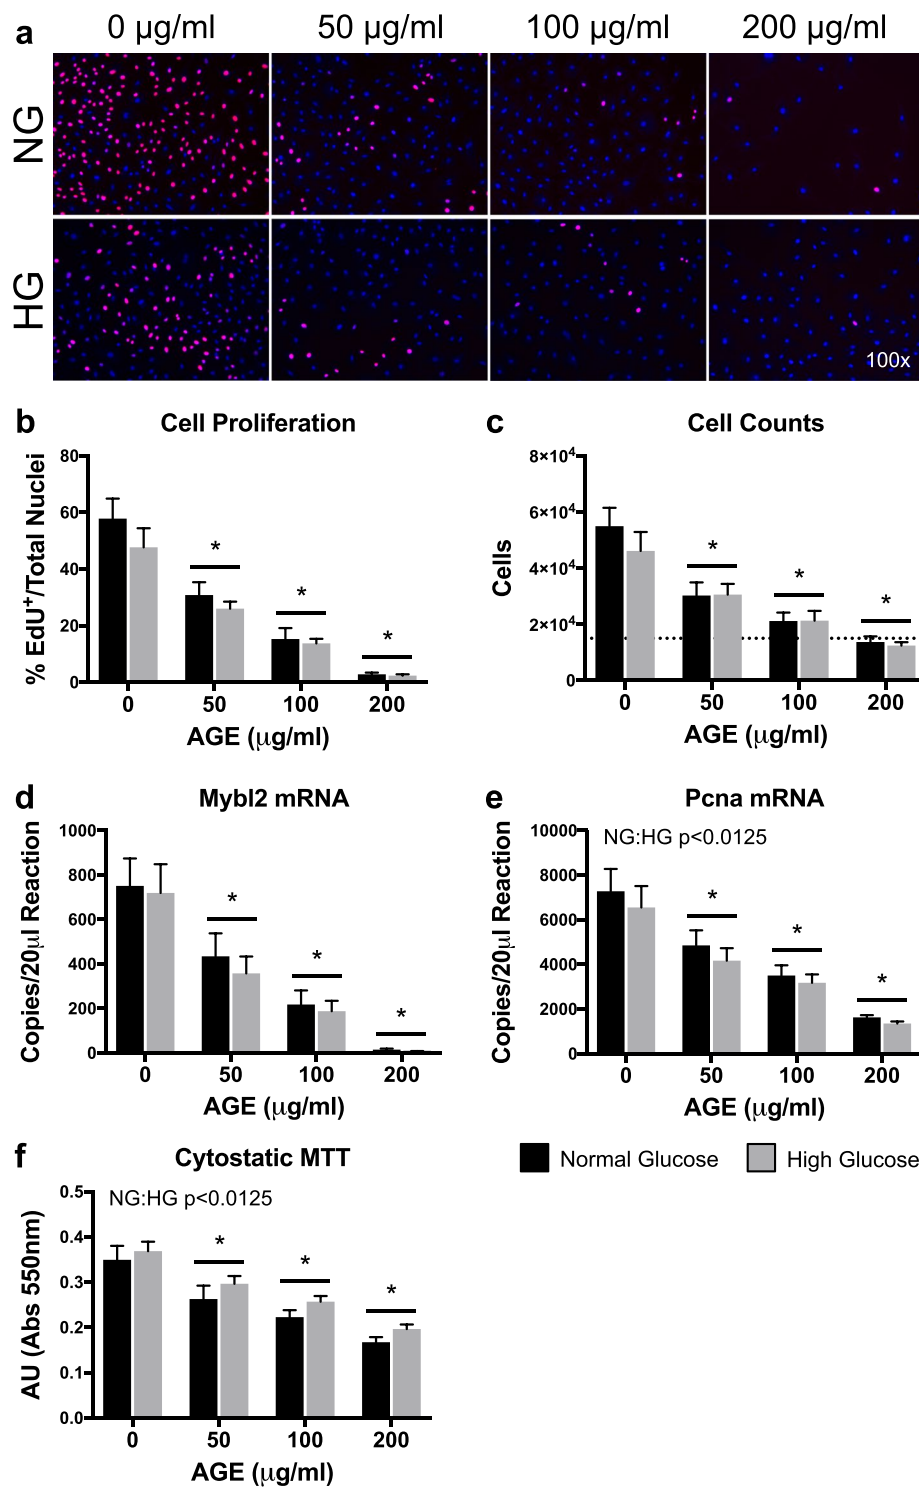 a 0 µg/ml 50 µg/ml 100 µg/ml 200 µg/ml
NG
HG
100x
b Cell Proliferation
% EdU⁺/Total Nuclei
80
60
40
20
0
*
*
*
0 50 100 200
AGE (µg/ml)
c Cell Counts
Cells
8×10⁴
6×10⁴
4×10⁴
2×10⁴
0
*
*
*
0 50 100 200
AGE (µg/ml)
d Mybl2 mRNA
Copies/20µl Reaction
1000
800
600
400
200
0
*
*
*
0 50 100 200
AGE (µg/ml)
e Pcna mRNA
NG:HG p<0.0125
Copies/20µl Reaction
10000
8000
6000
4000
2000
0
*
*
*
0 50 100 200
AGE (µg/ml)
f Cytostatic MTT
NG:HG p<0.0125
AU (Abs 550nm)
0.5
0.4
0.3
0.2
0.1
0.0
*
*
*
0 50 100 200
AGE (µg/ml)
Normal Glucose High Glucose